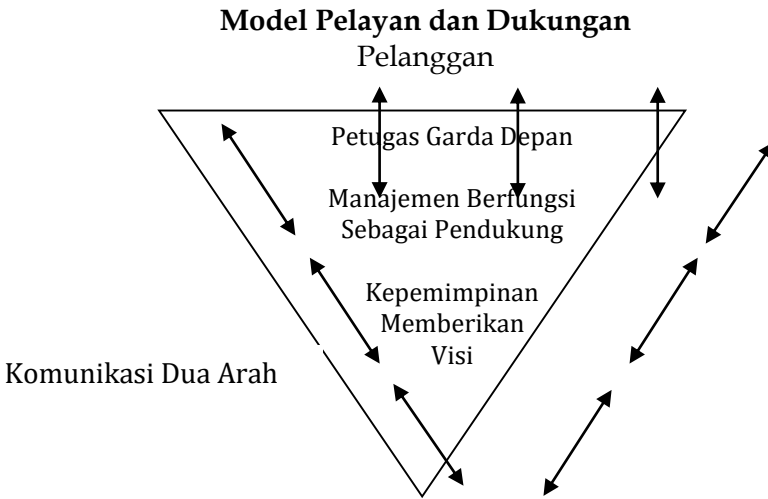 Model Pelayan dan Dukungan
Pelanggan
Petugas Garda Depan
Manajemen Berfungsi
Sebagai Pendukung
Kepemimpinan
Memberikan
Visi
Komunikasi Dua Arah